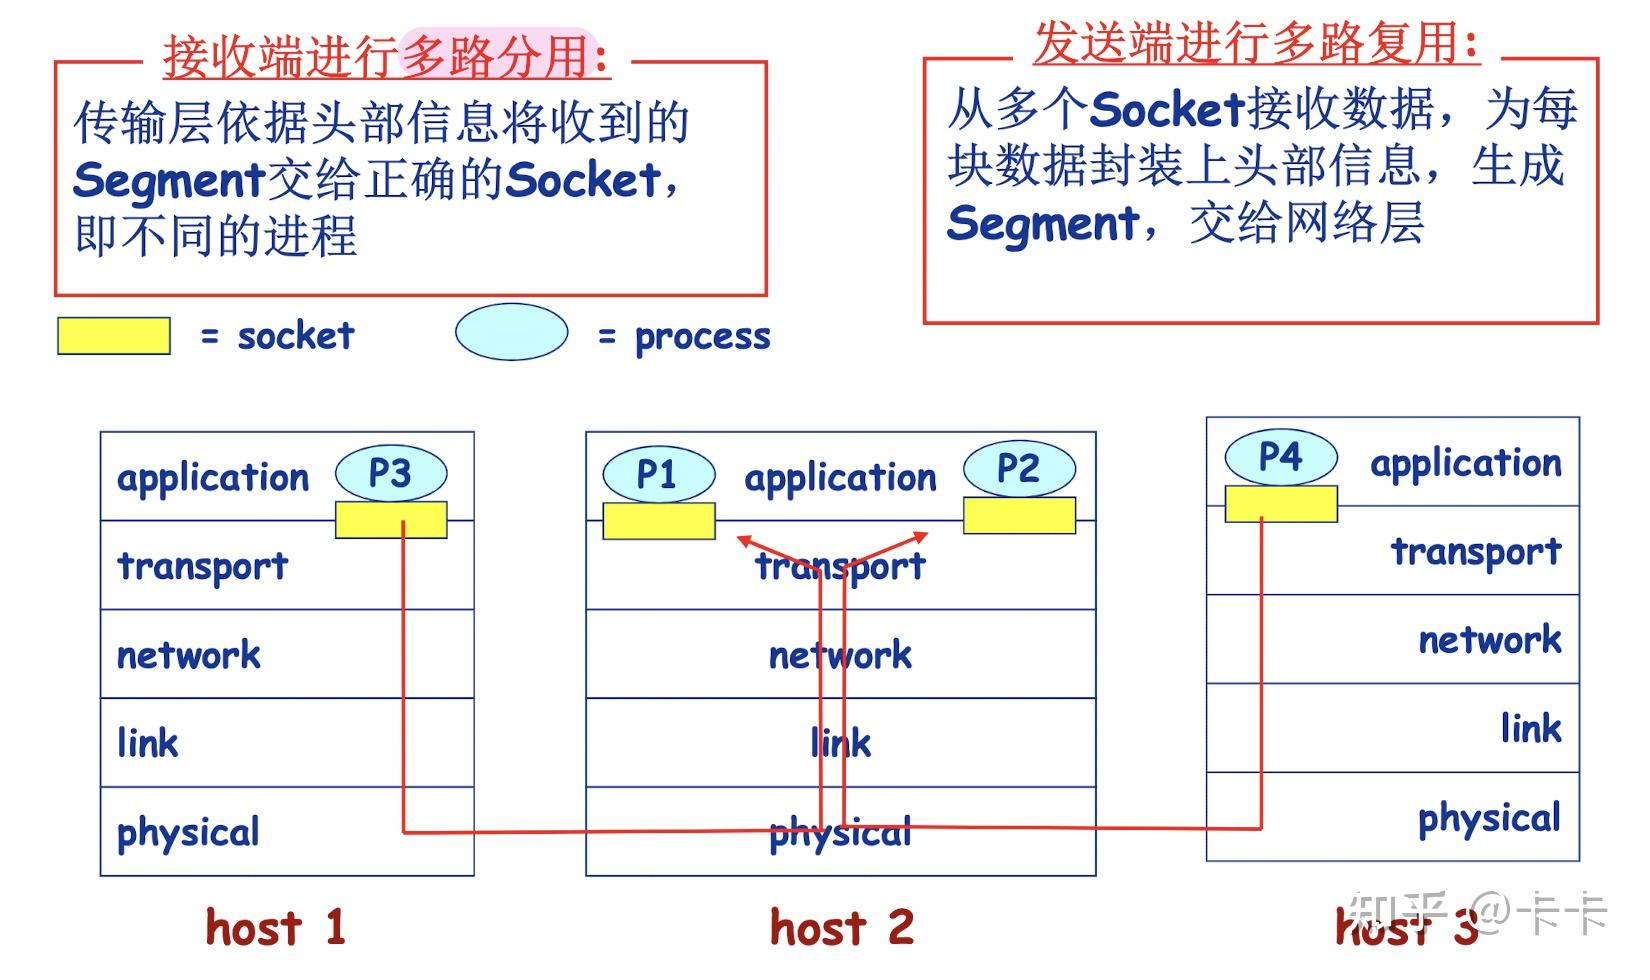 接收端进行多路分用:
传输层依据头部信息将收到的
Segment交给正确的Socket，
即不同的进程
发送端进行多路复用:
从多个Socket接收数据，为每
块数据封装上头部信息，生成
Segment，交给网络层
= socket
= process
application
P3
transport
network
link
physical
host 1
P1
application
P2
transport
network
link
physical
host 2
P4
application
transport
network
link
physical
host 3
知乎 @卡卡